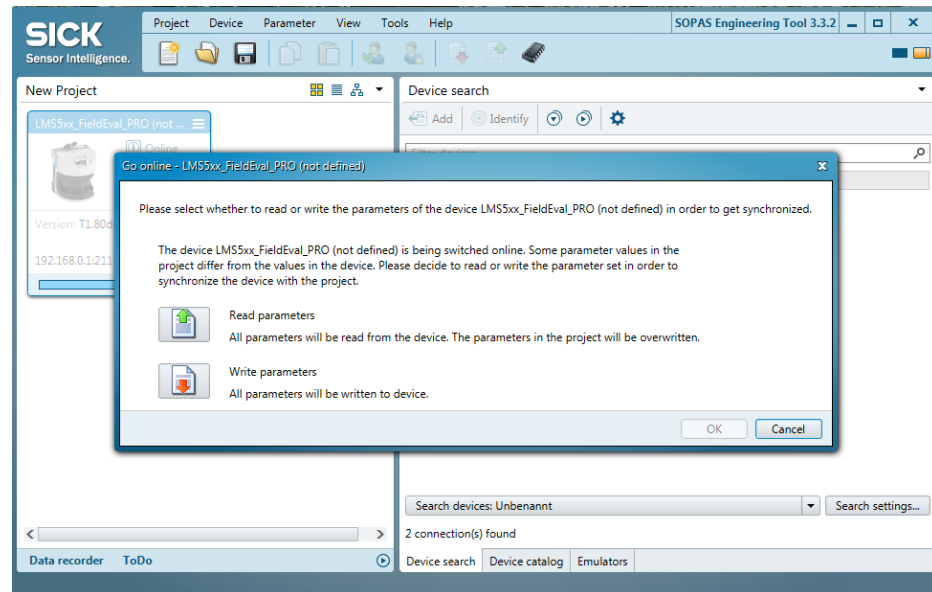 SICK
Sensor Intelligence.
Project Device Parameter View Tools Help
SOPAS Engineering Tool 3.3.2
New Project
Device search
LMS5xx_FieldEval_PRO (not ...
Online
Add Identify
Filter devices
Version: T1.80d
192.168.0.1:211
Go online - LMS5xx_FieldEval_PRO (not defined)
Please select whether to read or write the parameters of the device LMS5xx_FieldEval_PRO (not defined) in order to get synchronized.
The device LMS5xx_FieldEval_PRO (not defined) is being switched online. Some parameter values in the
project differ from the values in the device. Please decide to read or write the parameter set in order to
synchronize the device with the project.
Read parameters
All parameters will be read from the device. The parameters in the project will be overwritten.
Write parameters
All parameters will be written to device.
OK Cancel
Search devices: Unbenannt
Search settings...
2 connection(s) found
Data recorder ToDo
Device search Device catalog Emulators